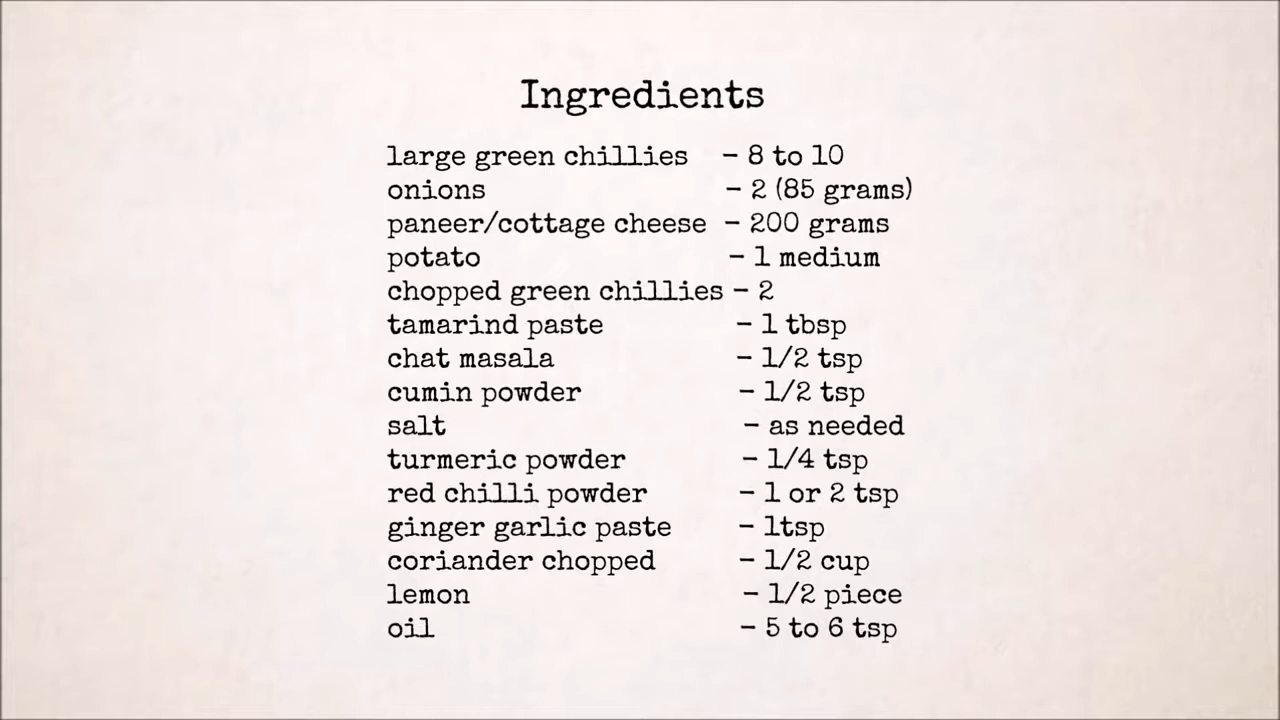 Ingredients
large green chillies - 8 to 10
onions - 2 (85 grams)
paneer/cottage cheese - 200 grams
potato - 1 medium
chopped green chillies - 2
tamarind paste - 1 tbsp
chat masala - 1/2 tsp
cumin powder - 1/2 tsp
salt - as needed
turmeric powder - 1/4 tsp
red chilli powder - 1 or 2 tsp
ginger garlic paste - 1tsp
coriander chopped - 1/2 cup
lemon - 1/2 piece
oil - 5 to 6 tsp